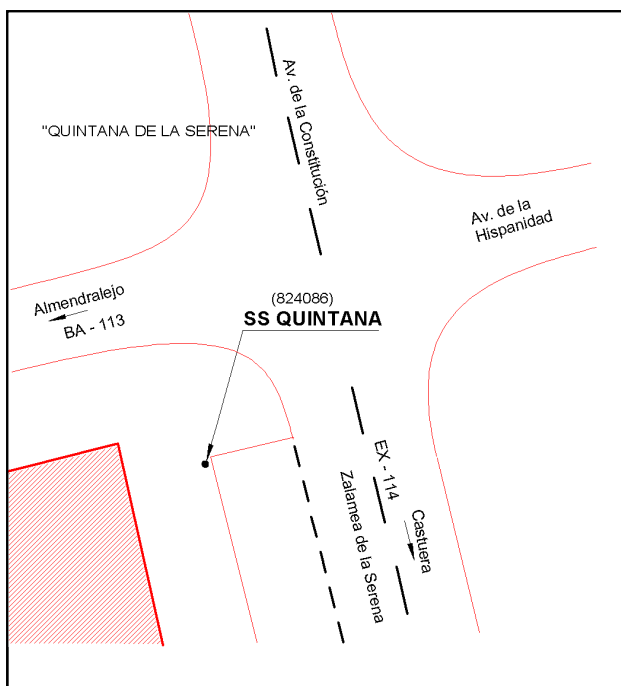 Av. de la Constitución
"QUINTANA DE LA SERENA"
Av. de la
Hispanidad
Almendralejo
BA - 113
(824086)
SS QUINTANA
EX - 114
Zalamea de la Serena
Castuera